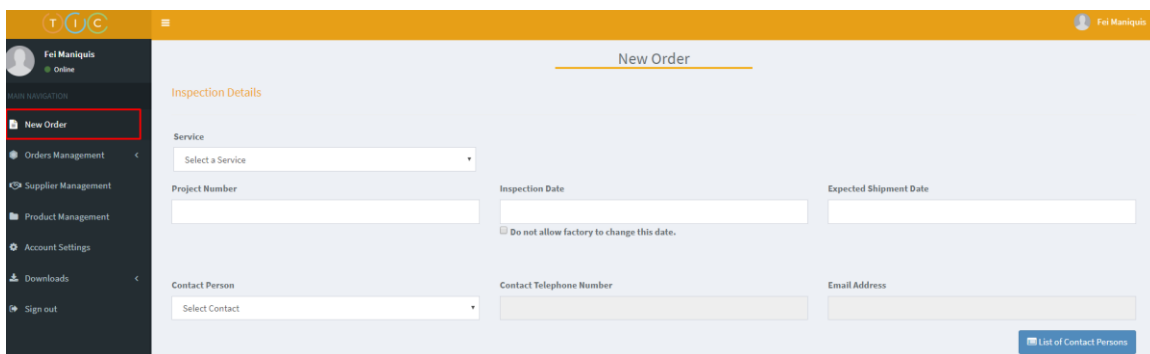 TIC
Fei Maniquis
Fei Maniquis
Online
MAIN NAVIGATION
New Order
Orders Management
Supplier Management
Product Management
Account Settings
Downloads
Sign out
New Order
Inspection Details
Service
Select a Service
Project Number Inspection Date Expected Shipment Date
Do not allow factory to change this date.
Contact Person Contact Telephone Number Email Address
Select Contact
List of Contact Persons